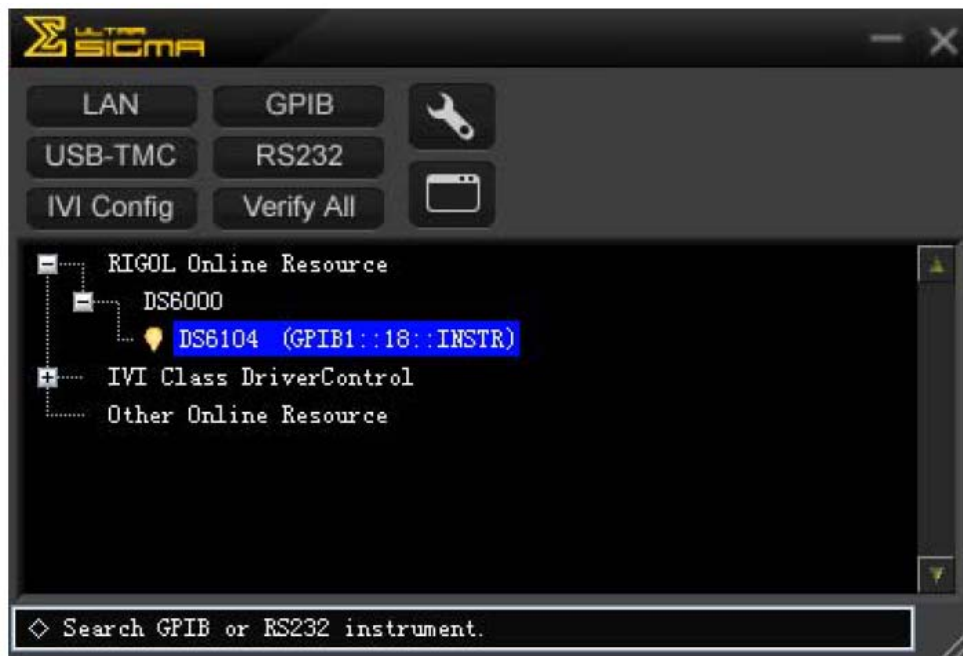 ULTRA
SIGMA
LAN
GPIB
USB-TMC
RS232
IVI Config
Verify All
RIGOL Online Resource
DS6000
DS6104 (GPIB1::18::INSTR)
IVI Class DriverControl
Other Online Resource
◇ Search GPIB or RS232 instrument.